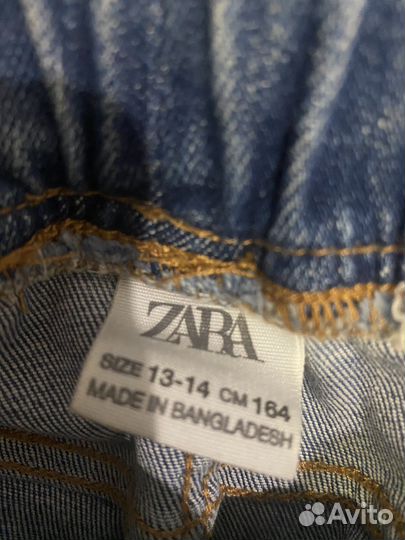 ZARA
SIZE 13-14 CM 164
MADE IN BANGLADESH
Avito